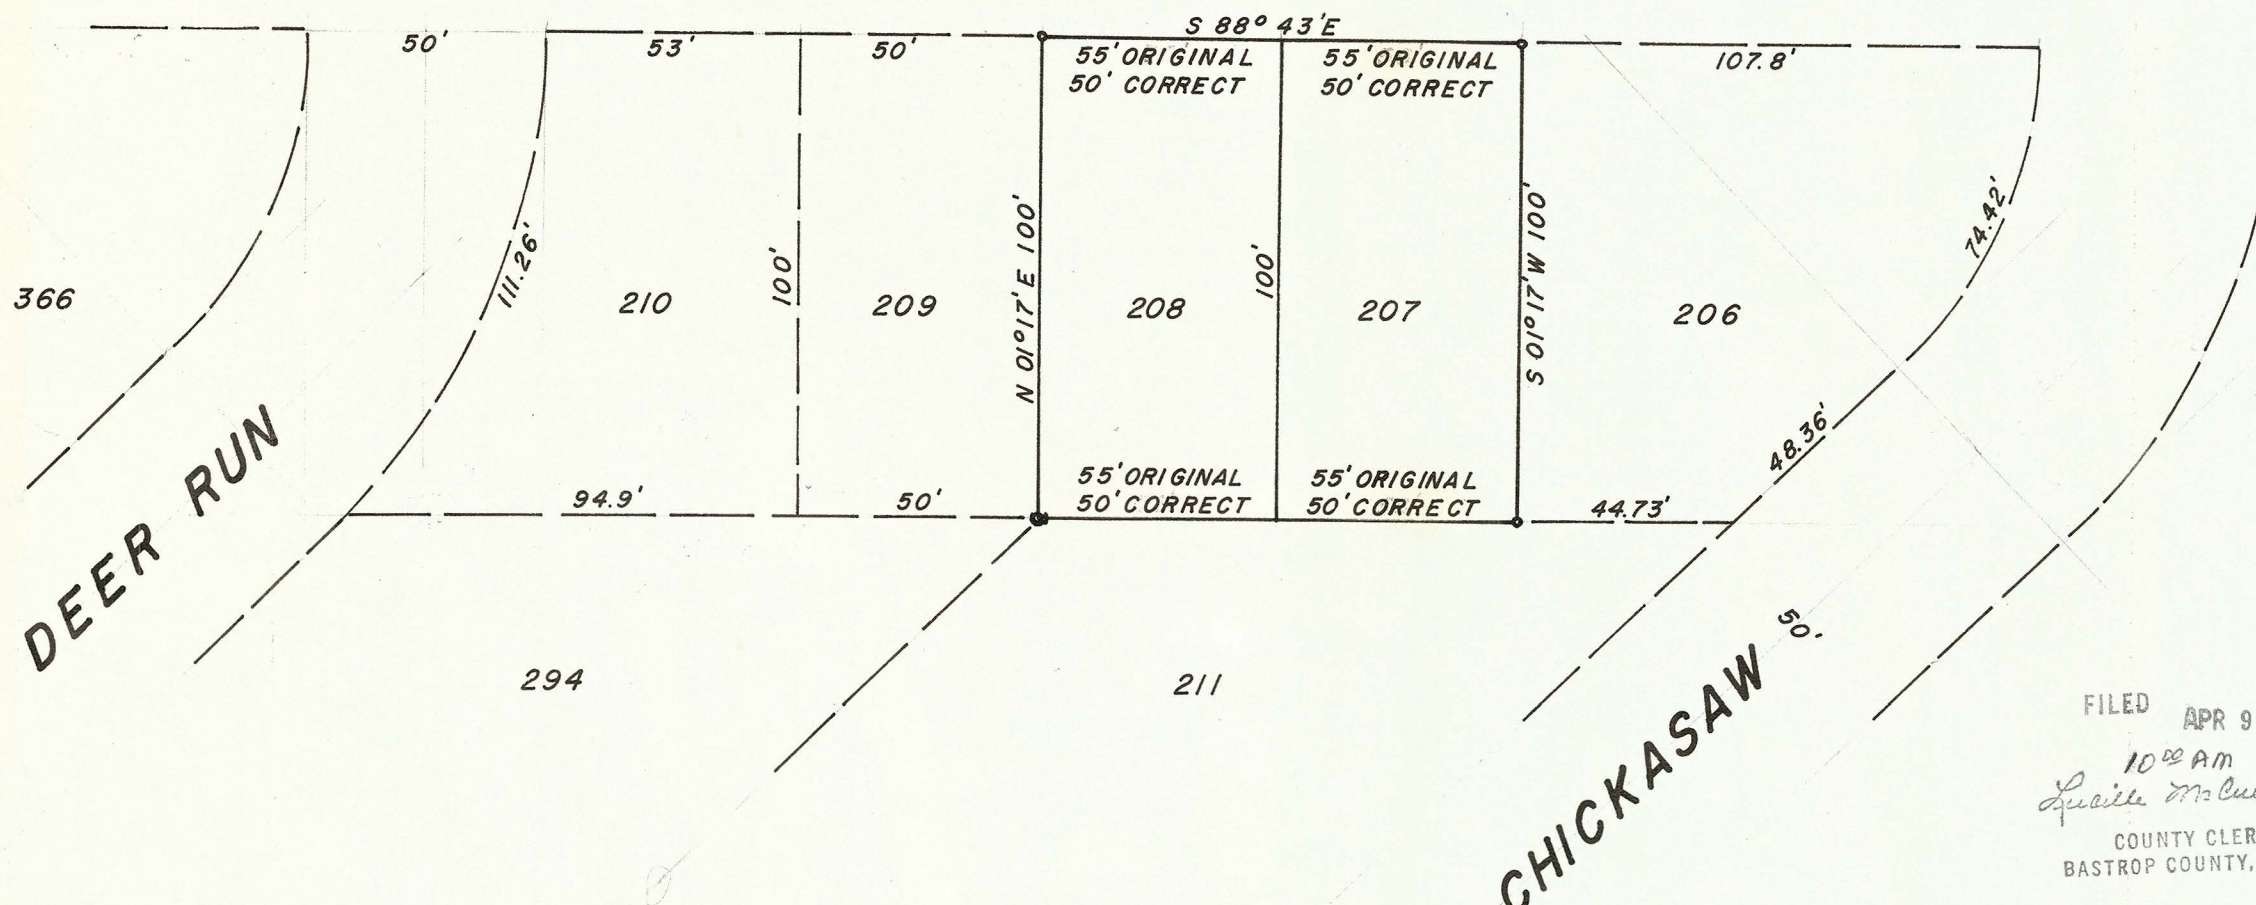 S 88° 43'E
50'
53'
50'
55' ORIGINAL
50' CORRECT
55' ORIGINAL
50' CORRECT
107.8'
366
111.26'
210
100'
209
N 01°17'E 100'
208
100'
207
S 01°17'W 100.'
206
74.42'
48.36'
94.9'
50'
55' ORIGINAL
50' CORRECT
55' ORIGINAL
50' CORRECT
44.73'
DEER RUN
294
211
CHICKASAW 50'
FILED APR 9
10 00 AM
Lucille
COUNTY CLER
BASTROP COUNTY,